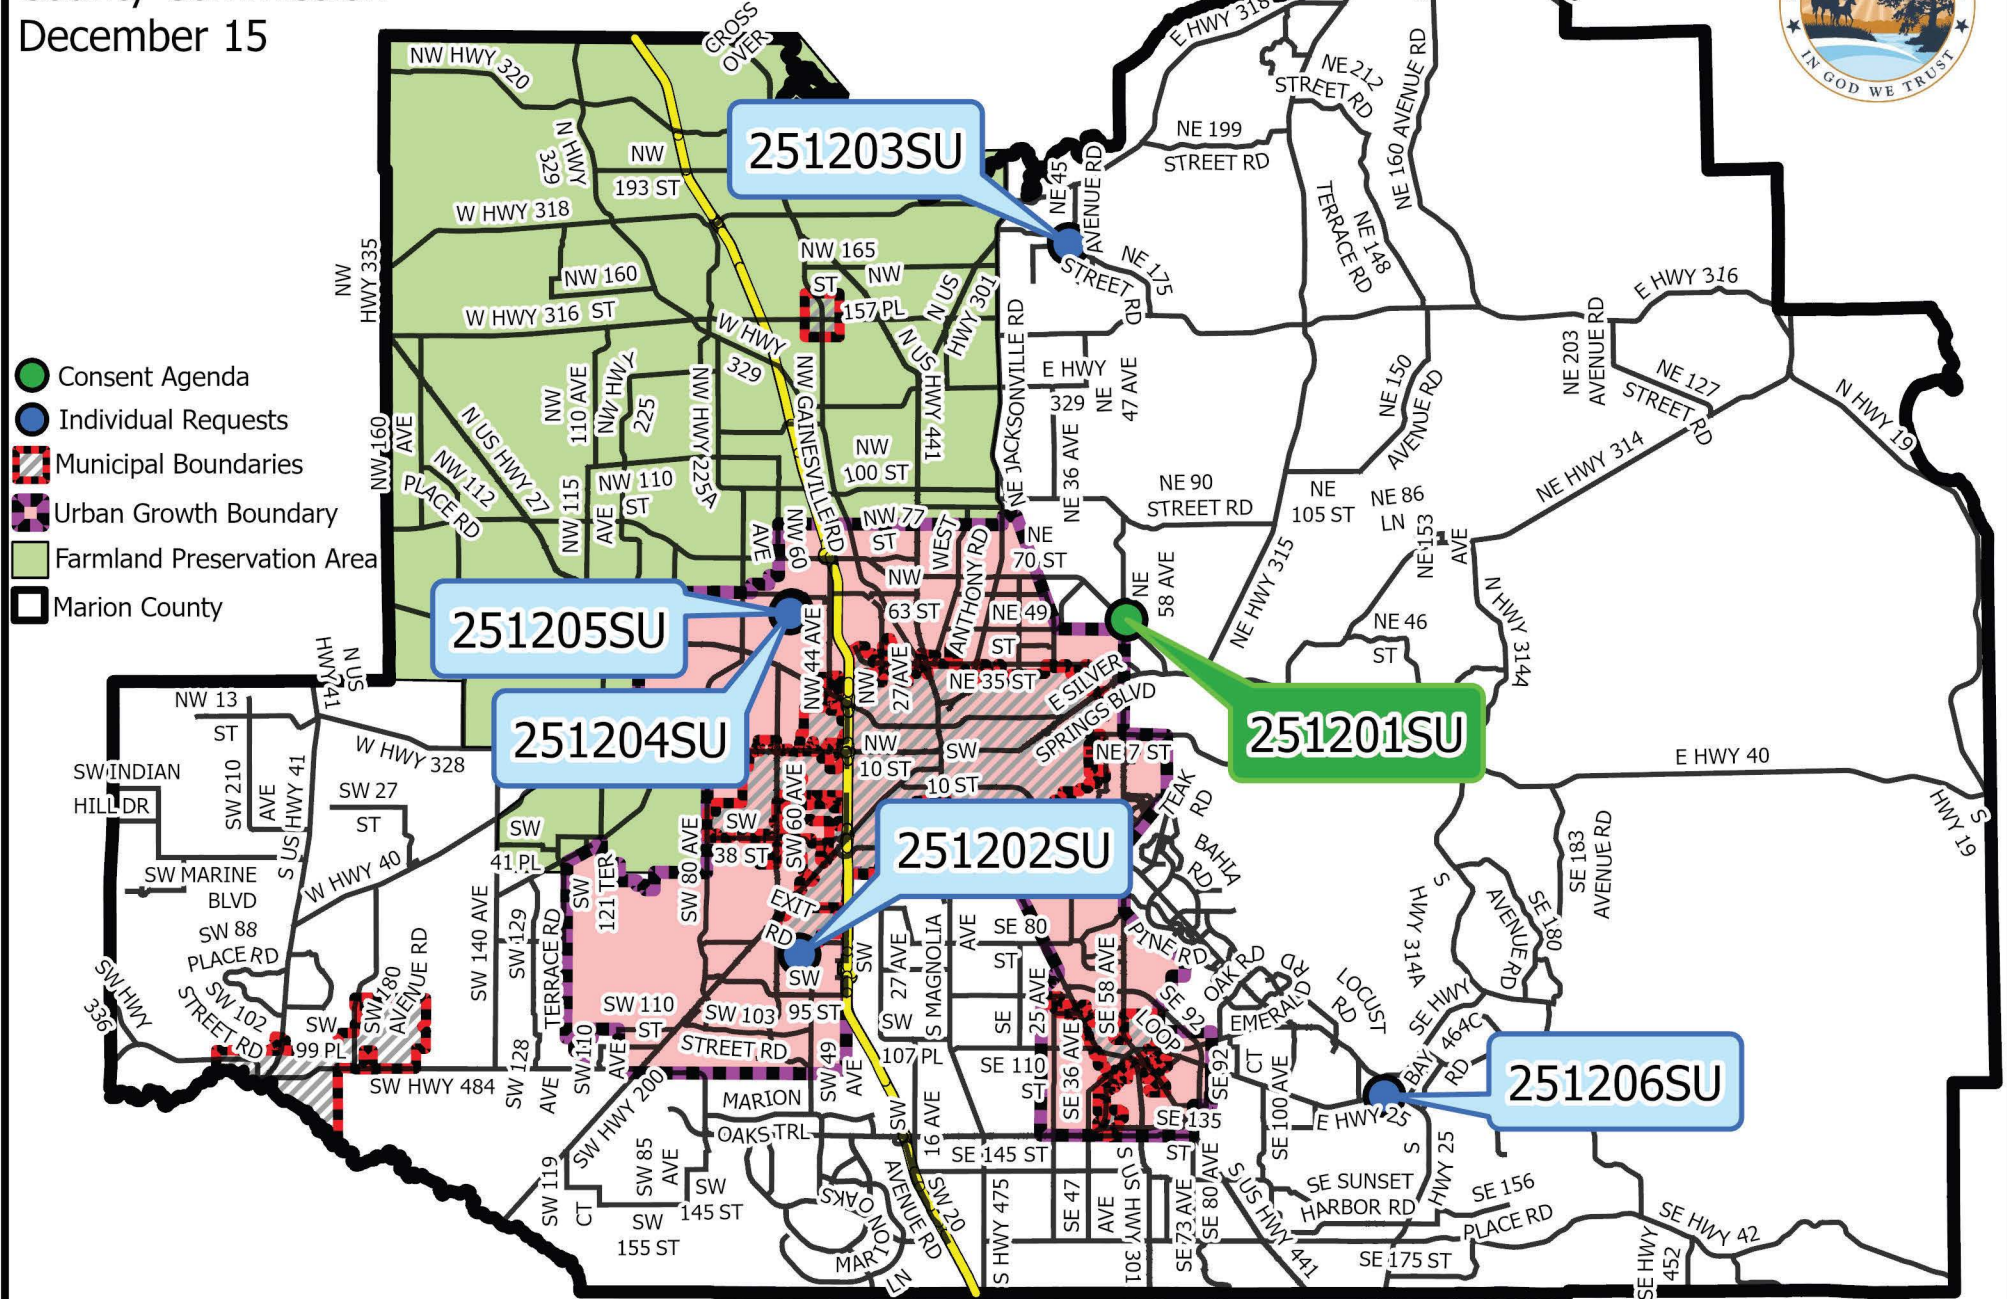 December 15
IN GOD WE TRUST
Consent Agenda
Individual Requests
Municipal Boundaries
Urban Growth Boundary
Farmland Preservation Area
Marion County
251203SU
251205SU
251204SU
251201SU
251202SU
251206SU
NW HWY 320
CROSS
OVER
E HWY 318
NE 212
STREET RD
NE 160 AVENUE RD
N HWY
329
NW
193 ST
NE 199
STREET RD
NE 45
AVENUE RD
W HWY 318
NW 165
ST
NW
157 PL
NE 175
STREET
RD
TERRACE RD
NE 148
NW
HWY 335
NW 160
W HWY 316 ST
N US
HWY 301
E HWY 316
W HWY
329
N US HWY 441
NE JACKSONVILLE RD
E HWY
329
NE
47 AVE
NE 203
AVENUE RD
NE 127
STREET RD
N HWY 19
NE 150
AVENUE RD
NW
110 AVE
NW HWY
225
NW HWY 225A
NW GAINESVILLE RD
NW 160
AVE
N US HWY 27
NW 112
PLACE RD
NW
100 ST
NE 36 AVE
NE HWY 314
NW 110
ST
NW 115
AVE
NE 90
STREET RD
NE
105 ST
NE 86
LN
NE 153
AVE
NW 60
AVE
NW 77
ST
WEST
ANTHONY RD
NE
70 ST
NE
58 AVE
NE HWY 315
NW
63 ST
NE 49
ST
NE 46
ST
N HWY 314A
NW 44 AVE
NW
27 AVE
NE 35 ST
E SILVER
SPRINGS BLVD
N US
HWY 41
NW 13
ST
W HWY 328
SW INDIAN
HILL DR
SW 210
AVE
S US HWY 41
SW 27
ST
NW
10 ST
SW
10 ST
NE 7 ST
E HWY 40
S
HWY 19
TEAK
RD
BAHIA
RD
SW
41 PL
SW 60 AVE
SW
38 ST
SW 80 AVE
W HWY 40
SW MARINE
BLVD
SW
121 TER
EXIT
RD
SE 183
AVENUE RD
SE 180
AVENUE RD
S
HWY 314A
SW 88
PLACE RD
SW 140 AVE
SW 129
TERRACE RD
SW
27 AVE
S MAGNOLIA
AVE
SE 80
ST
SE 58 AVE
PINE RD
OAK RD
RD
EMERALD
LOCUST
RD
SW HWY
336
SW 102
STREET RD
SW
99 PL
SW 180
AVENUE RD
SW 110
ST
SW 103
STREET RD
SW
95 ST
SW
107 PL
SE
25 AVE
SE 92
LOOP
SE HWY
464C
BAY
RD
SW HWY 484
SW 128
AVE
SW 110
AVE
SW 49
AVE
SE 110
ST
SE 36 AVE
SE 92
CT
SE 100 AVE
SE 135
ST
E HWY 25
SW HWY 200
MARION
OAKS TRL
SW
16 AVE
SE 145 ST
S
HWY 25
SW 119
CT
SW 85
AVE
SW
145 ST
SW
155 ST
MARION OAKS
LN
SW 20
AVENUE RD
S HWY 475
SE 47
AVE
S US HWY 301
SE 73 AVE
SE 80 AVE
S US HWY 441
SE SUNSET
HARBOR RD
SE 156
PLACE RD
SE 175 ST
SE HWY 42
SE HWY
452